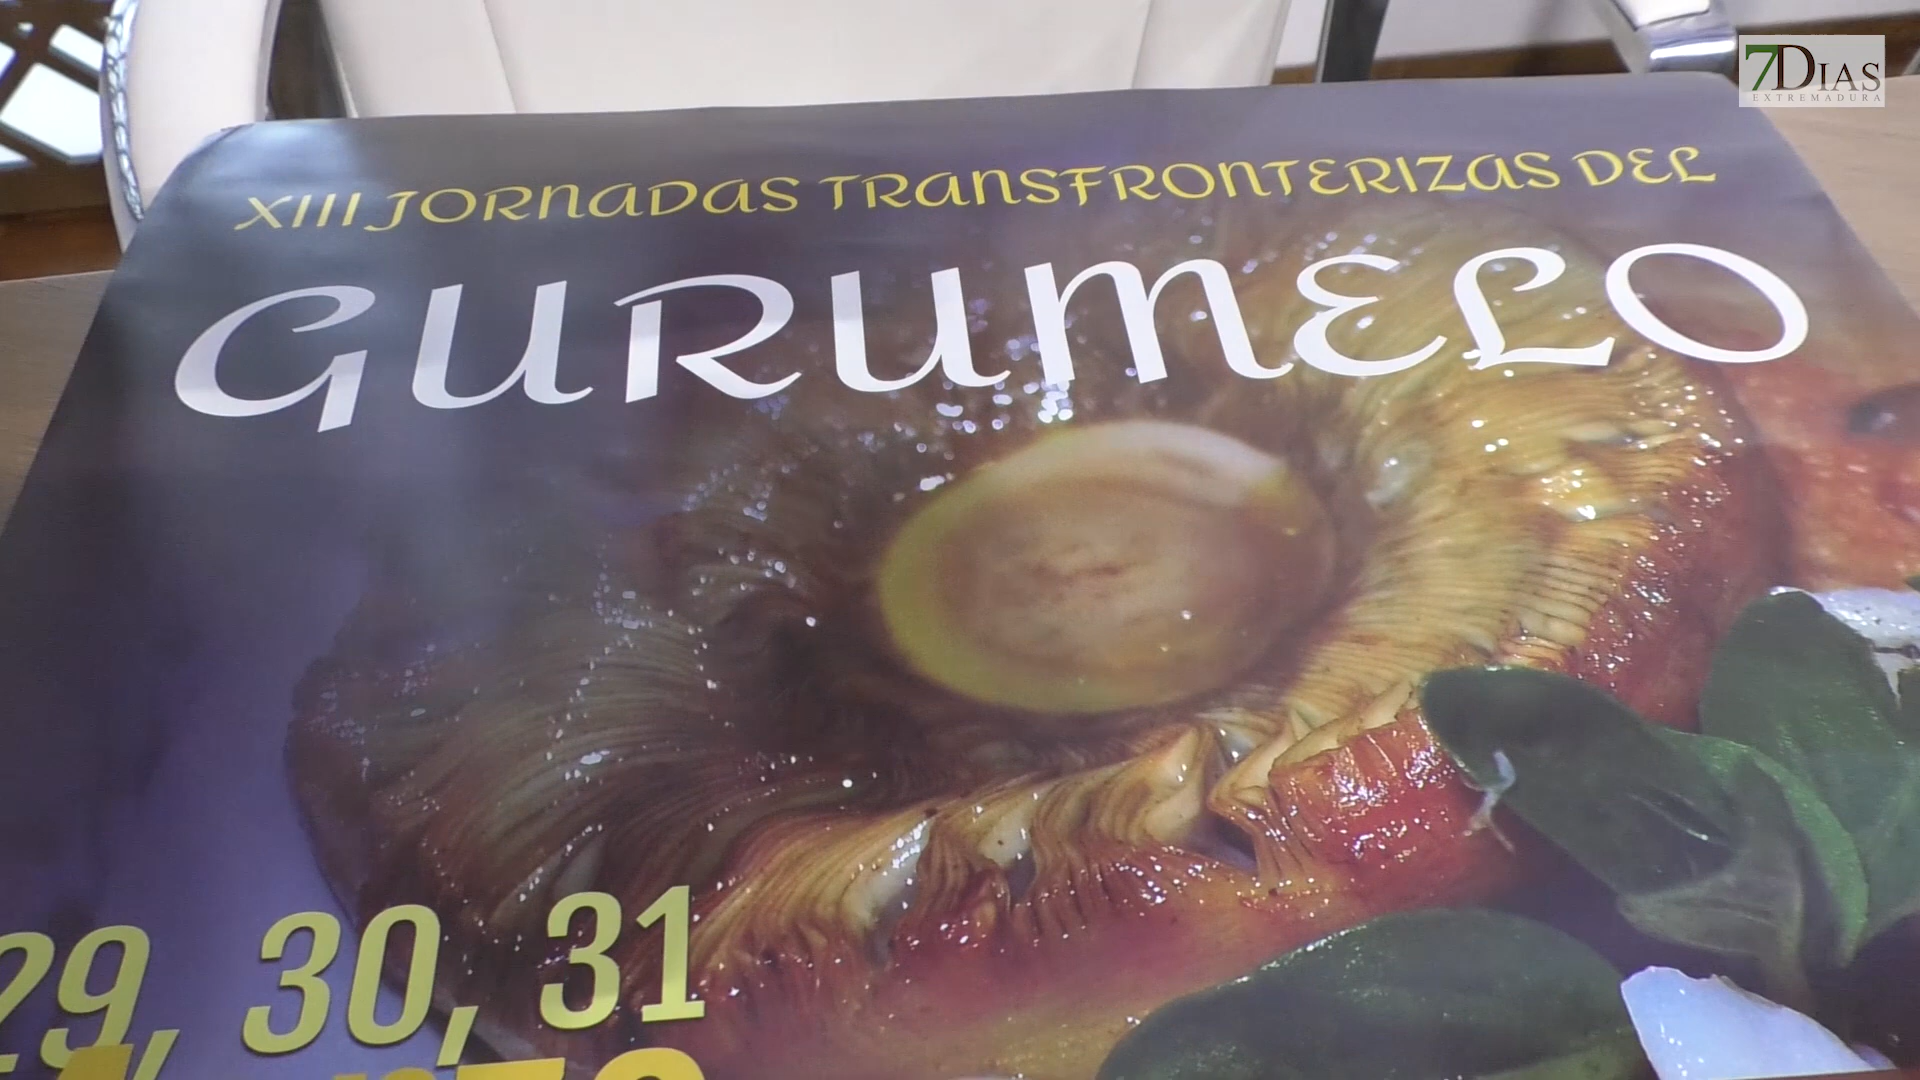 7DIAS
EXTREMADURA
XIII JORNADAS TRANSFRONTERIZAS DEL
GURUMELO
29, 30, 31